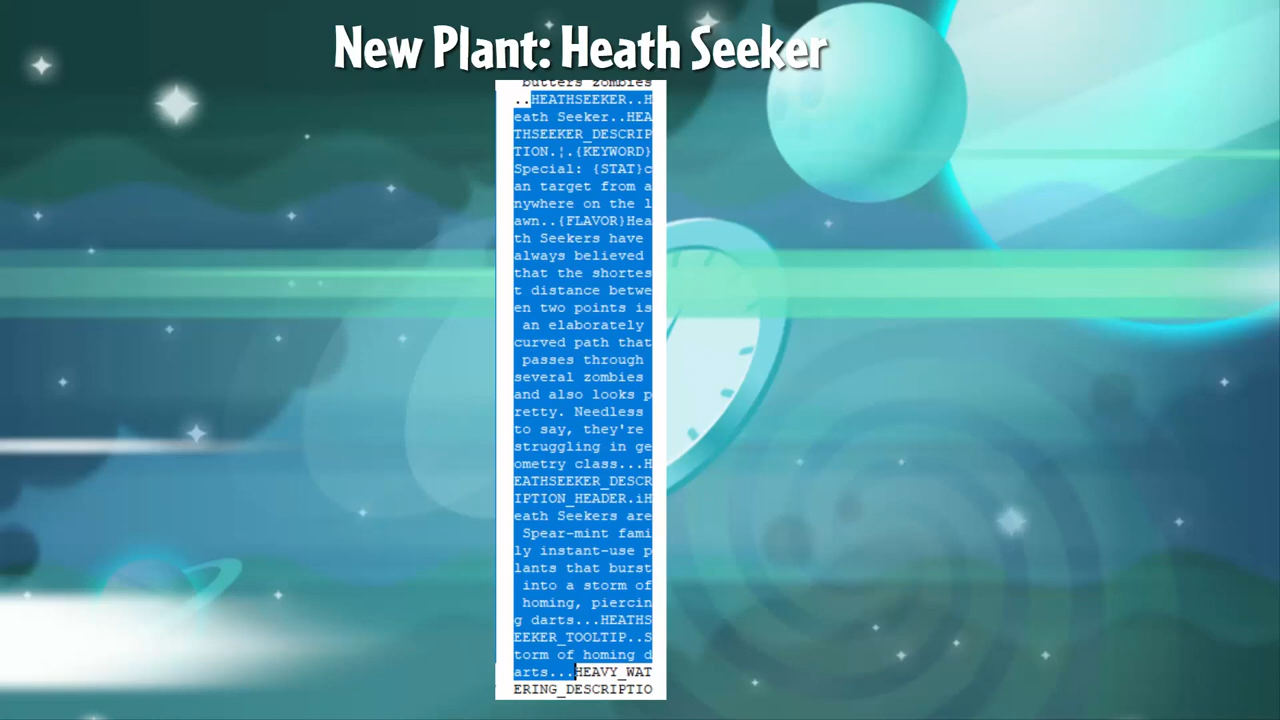 New Plant: Heath Seeker
butters zombies
..HEATHSEEKER..H
eath Seeker..HEA
THSEEKER_DESCRIP
TION.¦.{KEYWORD}
Special: {STAT}c
an target from a
nywhere on the l
awn..{FLAVOR}Hea
th Seekers have
always believed
that the shortes
t distance betwe
en two points is
an elaborately
curved path that
passes through
several zombies
and also looks p
retty. Needless
to say, they're
struggling in ge
ometry class...H
EATHSEEKER_DESCR
IPTION_HEADER.iH
eath Seekers are
Spear-mint fami
ly instant-use p
lants that burst
into a storm of
homing, piercin
g darts...HEATHS
EEKER_TOOLTIP..S
torm of homing d
arts...HEAVY_WAT
ERING_DESCRIPTIO